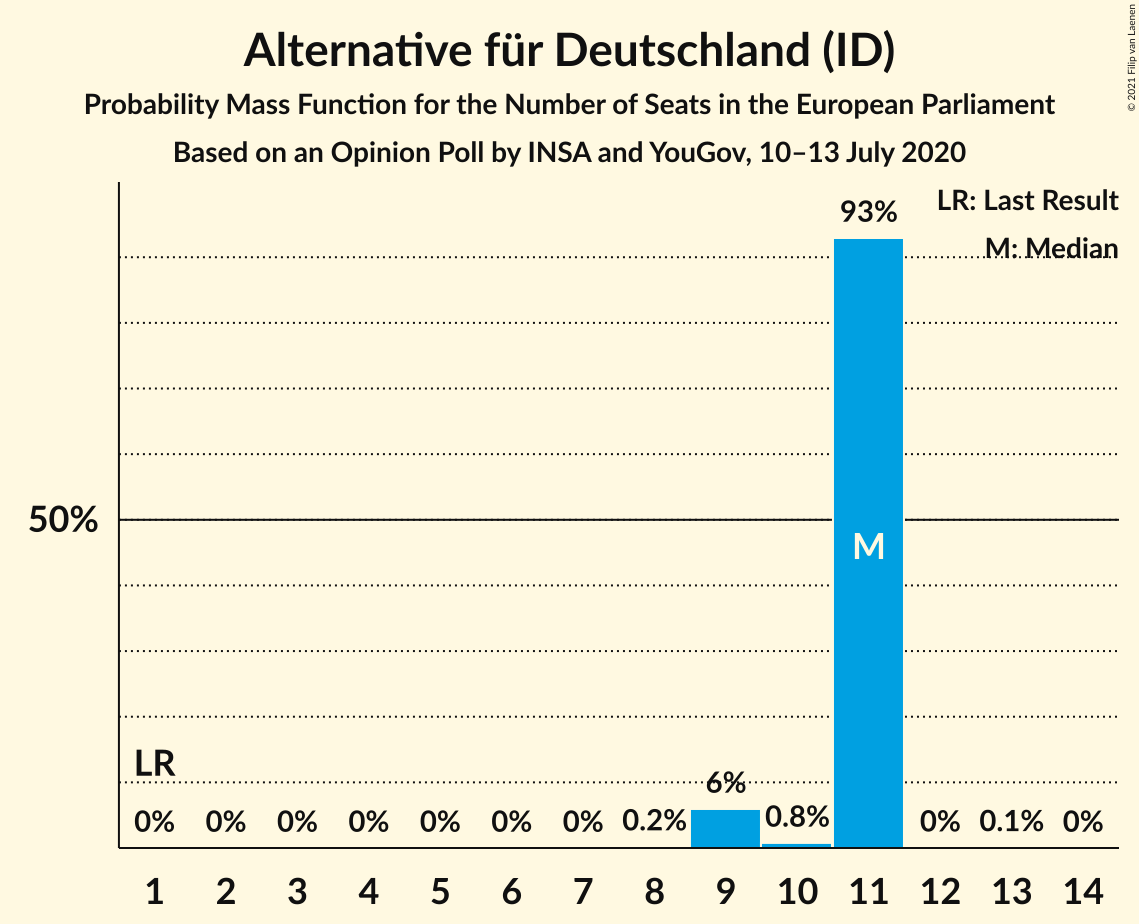 Alternative für Deutschland (ID)
Probability Mass Function for the Number of Seats in the European Parliament
Based on an Opinion Poll by INSA and YouGov, 10–13 July 2020
© 2021 Filip van Laenen
LR: Last Result
M: Median
93%
50%
M
LR
0% 0% 0% 0% 0% 0% 0% 0.2% 6% 0.8% 0% 0.1% 0%
1 2 3 4 5 6 7 8 9 10 11 12 13 14